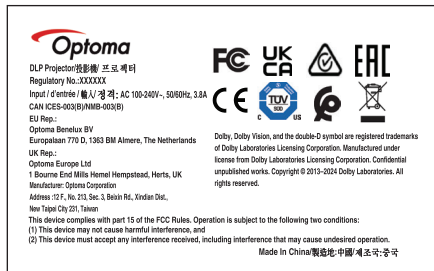 Optoma
DLP Projector/投影機/ 프로젝터
Regulatory No.:XXXXXX
Input / d'entrée / 輸入/ 정격: AC 100-240V~, 50/60Hz, 3.8A
CAN ICES-003(B)/NMB-003(B)
EU Rep.:
Optoma Benelux BV
Europalaan 770 D, 1363 BM Almere, The Netherlands
UK Rep.:
Optoma Europe Ltd
1 Bourne End Mills Hemel Hempstead, Herts, UK
Manufacturer: Optoma Corporation
Address :12 F., No. 213, Sec. 3, Beixin Rd., Xindian Dist.,
New Taipei City 231, Taiwan
FC UK CA EAC
CE TÜV SÜD C US
Dolby, Dolby Vision, and the double-D symbol are registered trademarks
of Dolby Laboratories Licensing Corporation. Manufactured under
license from Dolby Laboratories Licensing Corporation. Confidential
unpublished works. Copyright © 2013–2024 Dolby Laboratories. All
rights reserved.
This device complies with part 15 of the FCC Rules. Operation is subject to the following two conditions:
(1) This device may not cause harmful interference, and
(2) This device must accept any interference received, including interference that may cause undesired operation.
Made In China/製造地:中國/제조국:중국